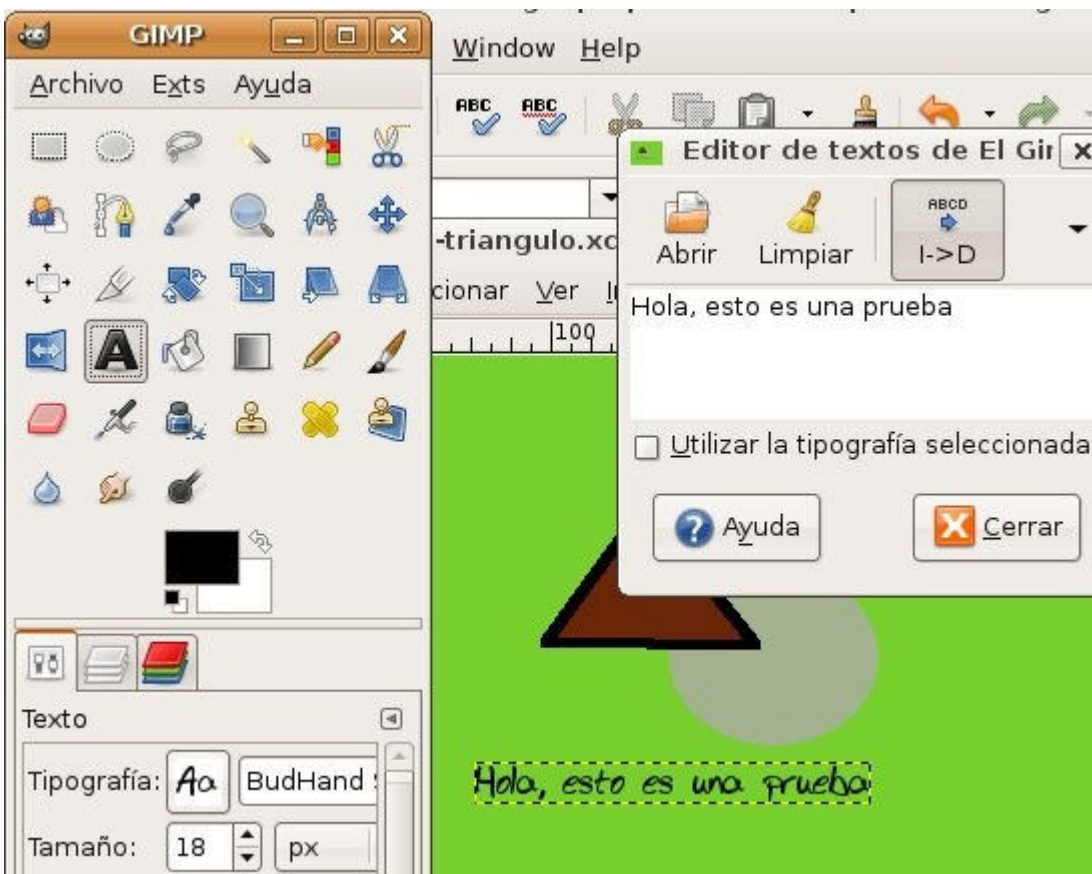 GIMP
Archivo Exts Ayuda
Window Help
ABC ABC
Editor de textos de El Gi
Abrir Limpiar ABCD I->D
-triangulo.xc
cionar Ver
100
Hola, esto es una prueba
Utilizar la tipografía seleccionada
Ayuda Cerrar
Texto
Tipografía: Aa BudHand
Tamaño: 18 px
Hola, esto es una prueba